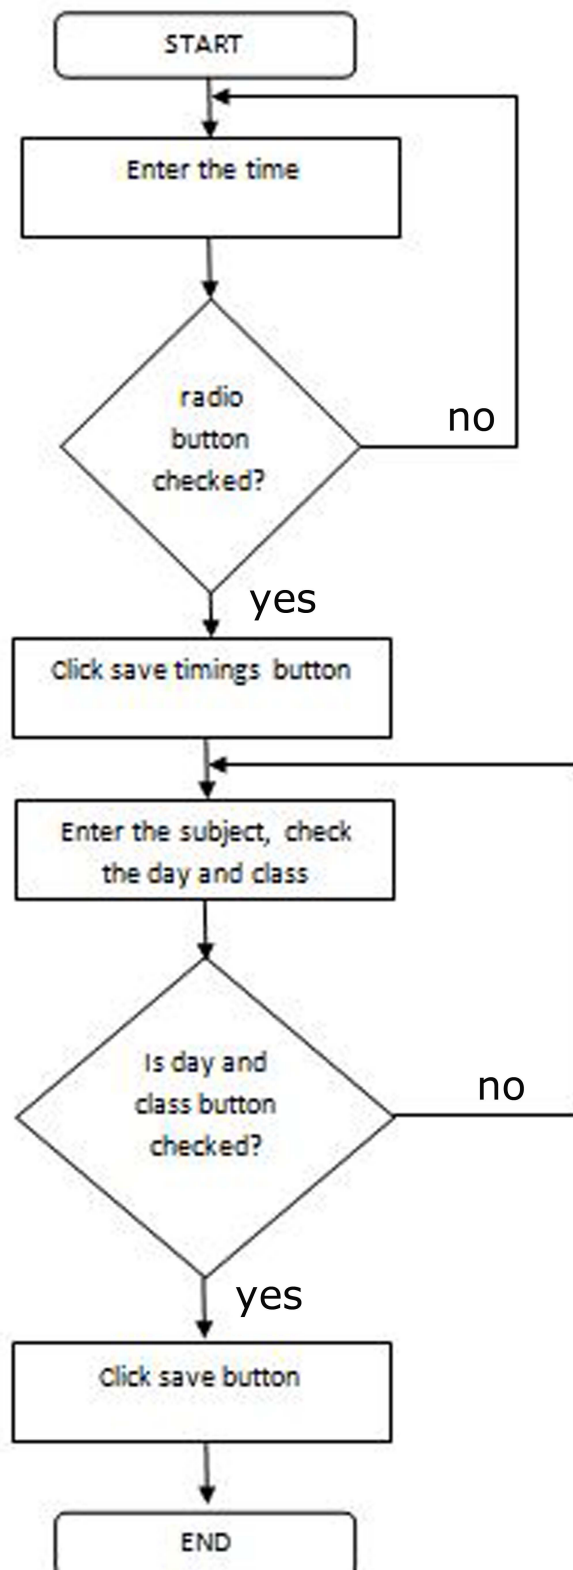 START
Enter the time
radio
button
checked?
no
yes
Click save timings button
Enter the subject, check
the day and class
Is day and
class button
checked?
no
yes
Click save button
END